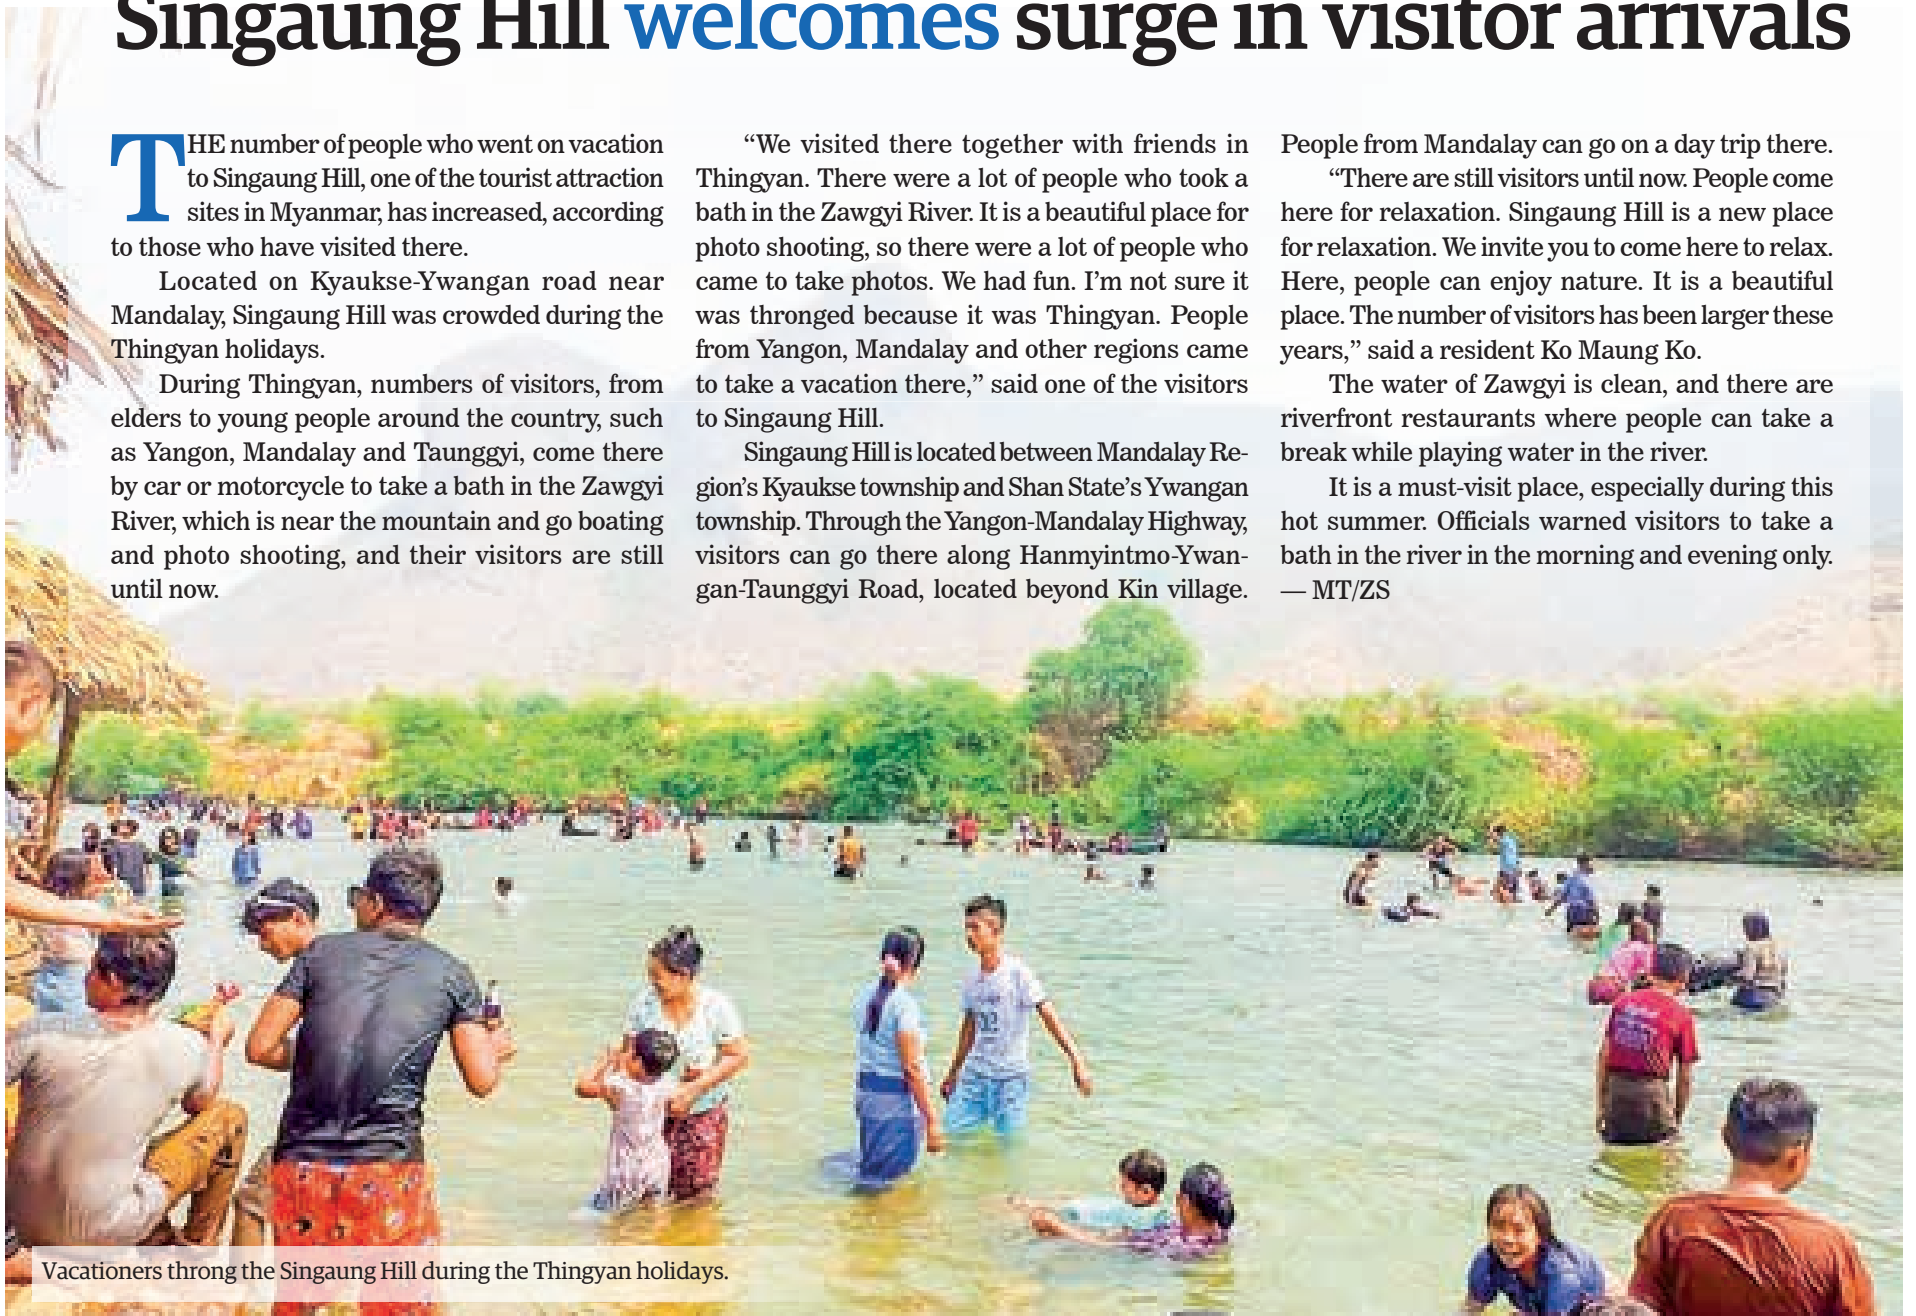 Singaung Hill welcomes surge in visitor arrivals
THE number of people who went on vacation
to Singaung Hill, one of the tourist attraction
sites in Myanmar, has increased, according
to those who have visited there.
Located on Kyaukse-Ywangan road near
Mandalay, Singaung Hill was crowded during the
Thingyan holidays.
During Thingyan, numbers of visitors, from
elders to young people around the country, such
as Yangon, Mandalay and Taunggyi, come there
by car or motorcycle to take a bath in the Zawgyi
River, which is near the mountain and go boating
and photo shooting, and their visitors are still
until now.
“We visited there together with friends in
Thingyan. There were a lot of people who took a
bath in the Zawgyi River. It is a beautiful place for
photo shooting, so there were a lot of people who
came to take photos. We had fun. I’m not sure it
was thronged because it was Thingyan. People
from Yangon, Mandalay and other regions came
to take a vacation there,” said one of the visitors
to Singaung Hill.
Singaung Hill is located between Mandalay Re-
gion’s Kyaukse township and Shan State’s Ywangan
township. Through the Yangon-Mandalay Highway,
visitors can go there along Hanmyintmo-Ywan-
gan-Taunggyi Road, located beyond Kin village.
People from Mandalay can go on a day trip there.
“There are still visitors until now. People come
here for relaxation. Singaung Hill is a new place
for relaxation. We invite you to come here to relax.
Here, people can enjoy nature. It is a beautiful
place. The number of visitors has been larger these
years,” said a resident Ko Maung Ko.
The water of Zawgyi is clean, and there are
riverfront restaurants where people can take a
break while playing water in the river.
It is a must-visit place, especially during this
hot summer. Officials warned visitors to take a
bath in the river in the morning and evening only.
— MT/ZS
Vacationers throng the Singaung Hill during the Thingyan holidays.